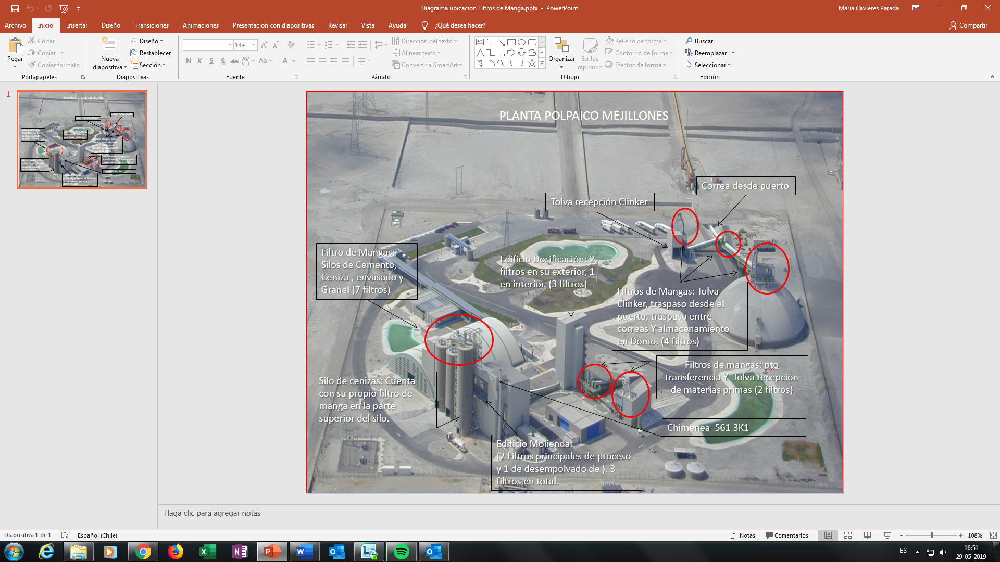 Diagrama ubicación Filtros de Manga.pptx - PowerPoint
Maria Cavieres Parada
Archivo
Inicio
Insertar
Diseño
Transiciones
Animaciones
Presentación con diapositivas
Revisar
Vista
Ayuda
¿Qué desea hacer?
Compartir
Pegar
Cortar
Copiar
Copiar formato
Portapapeles
Nueva
diapositiva
Diseño
Restablecer
Sección
Diapositivas
14+
N K S S abc AV Aa A
Fuente
Dirección del texto
Alinear texto
Convertir a SmartArt
Párrafo
Organizar
Estilos
rápidos
Relleno de forma
Contorno de forma
Efectos de forma
Dibujo
Buscar
Reemplazar
Seleccionar
Edición
1
PLANTA POLPAICO MEJILLONES
PLANTA POLPAICO MEJILLONES
Correa desde puerto
Tolva recepción Clinker
Filtro de Mangas:
Silos de Cemento,
Ceniza , envasado y
Granel (7 filtros)
Edificio Dosificación: 2
filtros en su exterior, 1
en interior. (3 filtros)
Filtros de Mangas: Tolva
Clinker, traspaso desde el
puerto, traspaso entre
correas Y almacenamiento
en Domo. (4 filtros)
Filtros de mangas: pto
transferencia Y Tolva recepción
de materias primas (2 filtros)
Silo de cenizas: Cuenta
con su propio filtro de
manga en la parte
superior del silo.
Chimenea 561 3K1
Edificio Molienda:
(2 Filtros principales de proceso
y 1 de desempolvado de ). 3
filtros en total.
Haga clic para agregar notas
Diapositiva 1 de 1
Español (Chile)
Notas
Comentarios
108%
ES
16:51
29-05-2019